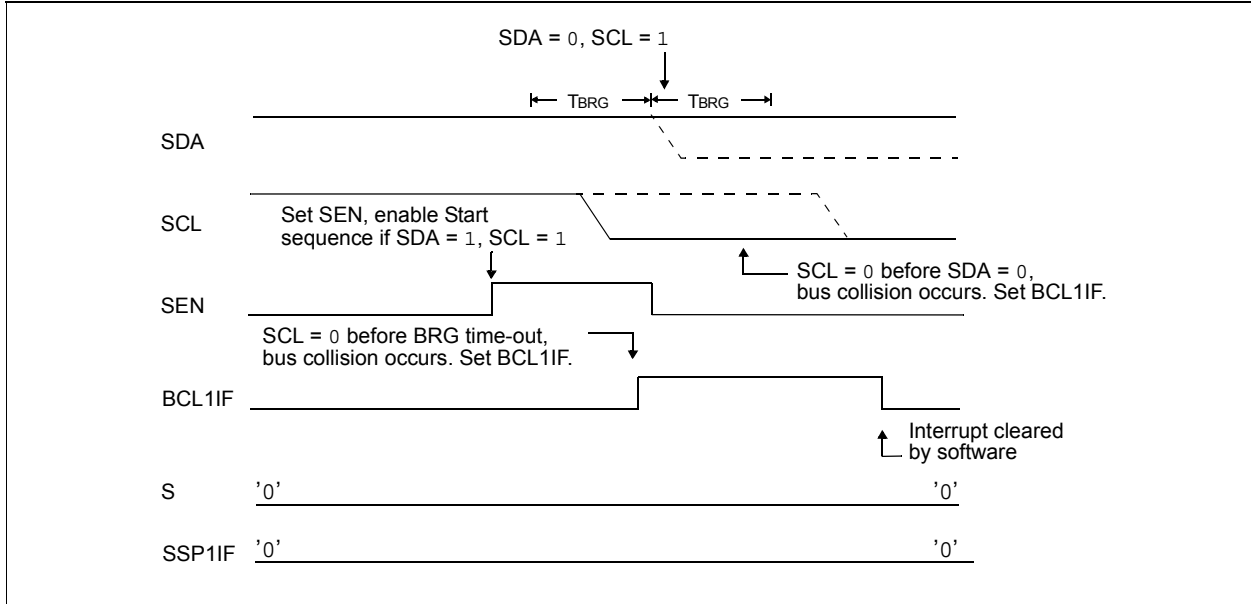 SDA = 0, SCL = 1
TBRG TBRG
SDA
SCL
Set SEN, enable Start
sequence if SDA = 1, SCL = 1
SCL = 0 before SDA = 0,
bus collision occurs. Set BCL1IF.
SEN
SCL = 0 before BRG time-out,
bus collision occurs. Set BCL1IF.
BCL1IF
Interrupt cleared
by software
S '0' '0'
SSP1IF '0' '0'